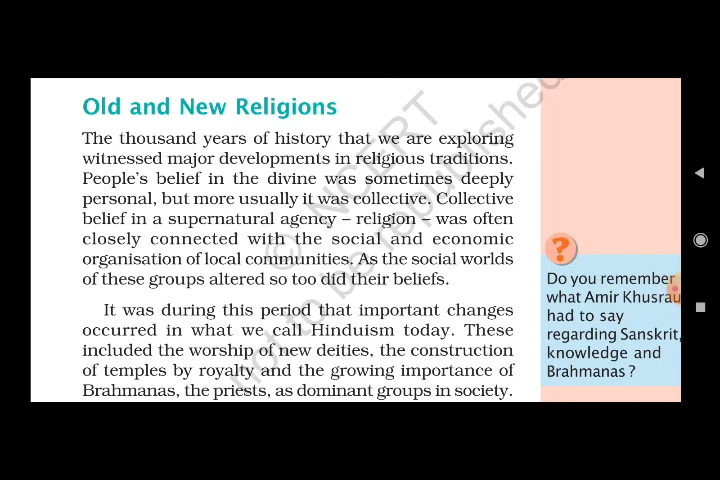 Old and New Religions
The thousand years of history that we are exploring
witnessed major developments in religious traditions.
People's belief in the divine was sometimes deeply
personal, but more usually it was collective. Collective
belief in a supernatural agency – religion – was often
closely connected with the social and economic
organisation of local communities. As the social worlds
of these groups altered so too did their beliefs.
It was during this period that important changes
occurred in what we call Hinduism today. These
included the worship of new deities, the construction
of temples by royalty and the growing importance of
Brahmanas, the priests, as dominant groups in society.
?
Do you remember
what Amir Khusrau
had to say
regarding Sanskrit,
knowledge and
Brahmanas ?
© NCERT
not to be republished